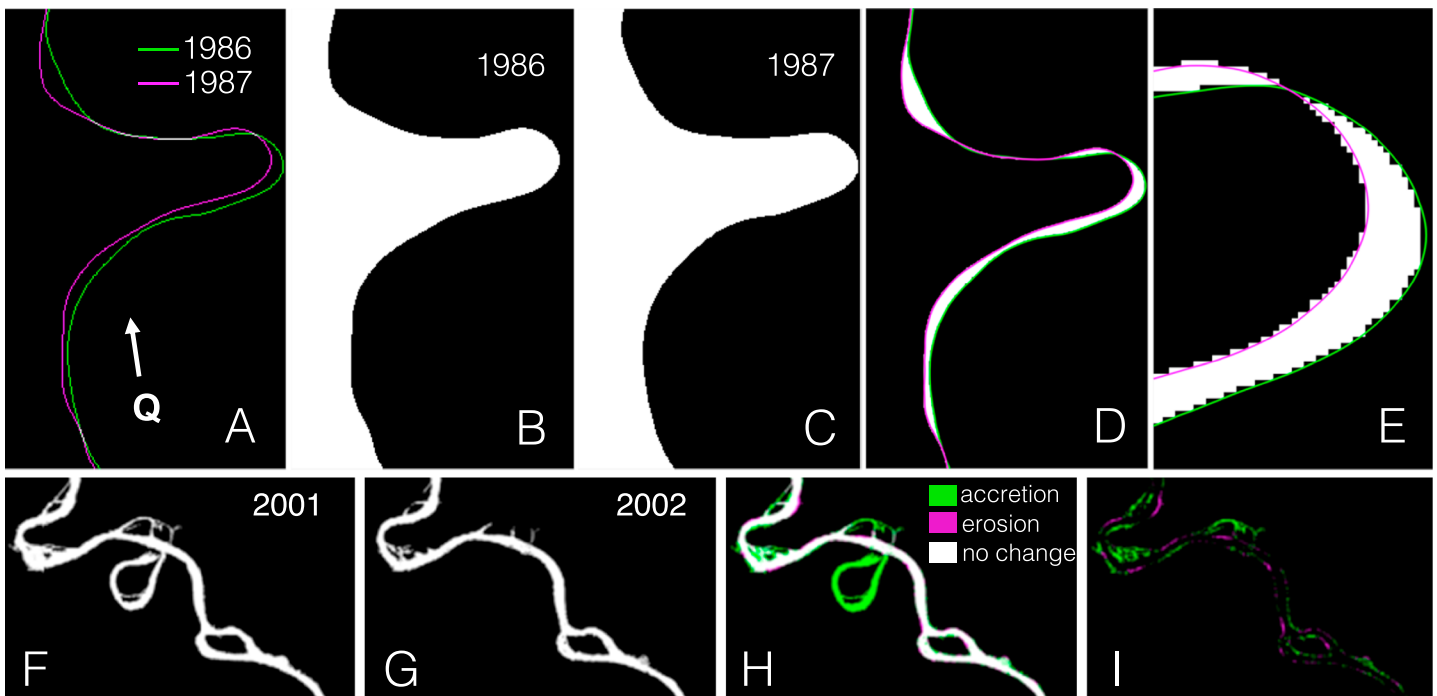 1986
1987
Q
A
1986
B
1987
C
D
E
2001
F
2002
G
accretion
erosion
no change
H
I